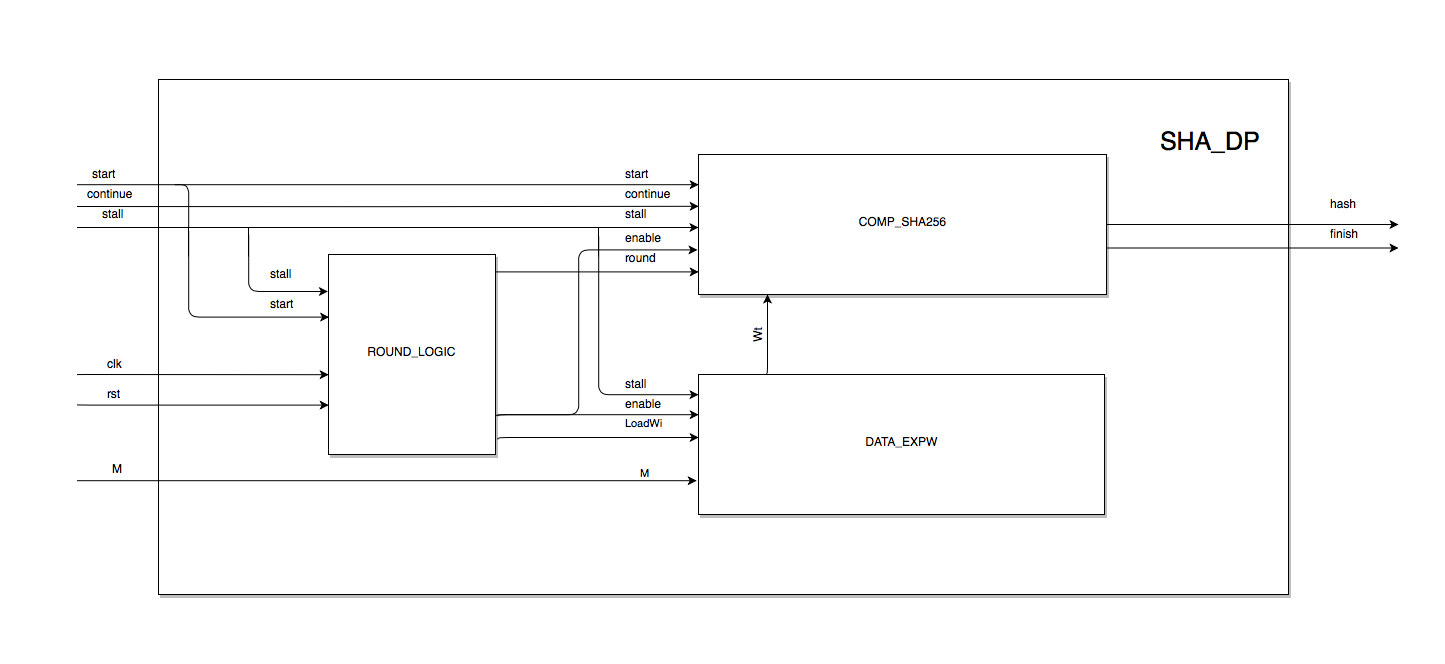 SHA_DP
start
start
continue
continue
stall
stall
COMP_SHA256
hash
finish
enable
round
stall
start
ROUND_LOGIC
Wt
clk
rst
stall
enable
LoadWi
DATA_EXPW
M
M